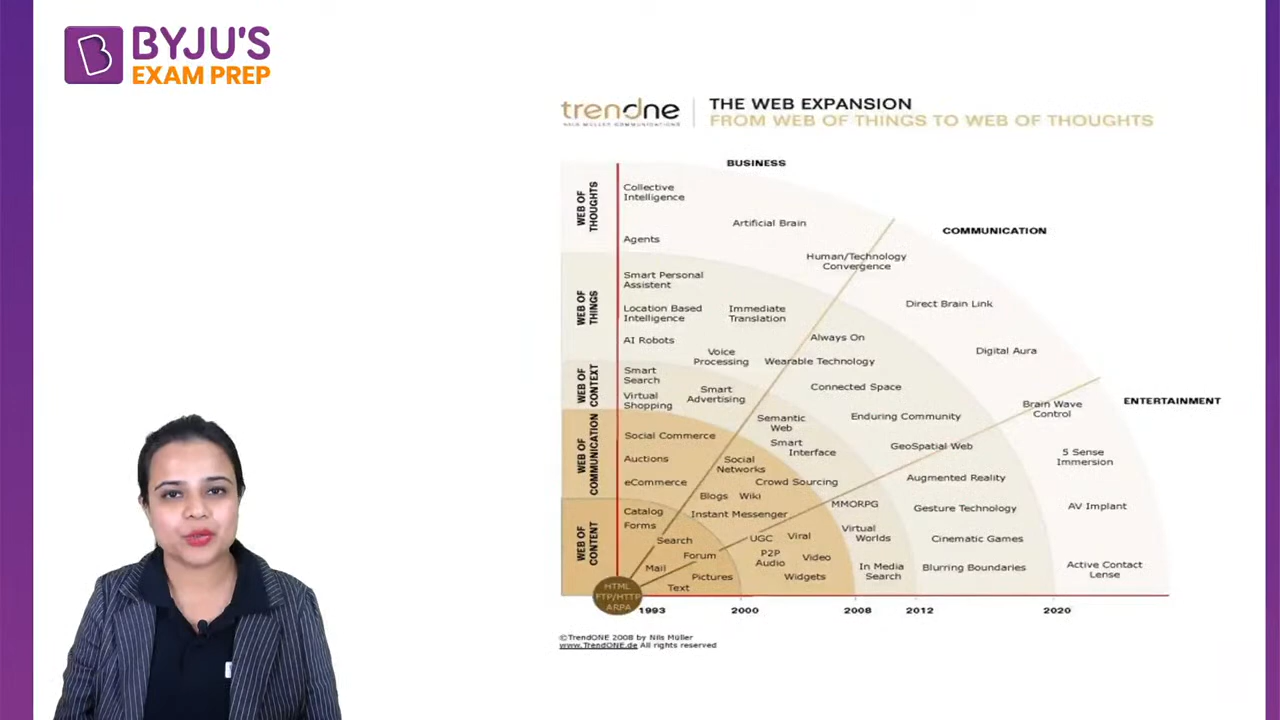 BYJU'S
EXAM PREP
trendone
NILS MÜLLER COMMUNICATIONS
THE WEB EXPANSION
FROM WEB OF THINGS TO WEB OF THOUGHTS
BUSINESS
COMMUNICATION
ENTERTAINMENT
WEB OF
THOUGHTS
Collective
Intelligence
Artificial Brain
Agents
Human/Technology
Convergence
Direct Brain Link
Digital Aura
Brain Wave
Control
5 Sense
Immersion
AV Implant
Active Contact
Lense
WEB OF
THINGS
Smart Personal
Assistent
Location Based
Intelligence
Immediate
Translation
AI Robots
Voice
Processing
Always On
Wearable Technology
Connected Space
Enduring Community
GeoSpatial Web
Augmented Reality
Gesture Technology
Cinematic Games
Blurring Boundaries
WEB OF
CONTEXT
Smart
Search
Virtual
Shopping
Smart
Advertising
Semantic
Web
Smart
Interface
MMORPG
Virtual
Worlds
In Media
Search
WEB OF
COMMUNICATION
Social Commerce
Auctions
eCommerce
Social
Networks
Crowd Sourcing
Blogs Wiki
Instant Messenger
UGC Viral
P2P
Audio
Video
Widgets
WEB OF
CONTENT
Catalog
Forms
Search
Forum
Mail
Pictures
Text
HTML
FTP/HTTP
ARPA
1993 2000 2008 2012 2020
©TrendONE 2008 by Nils Müller
www.TrendONE.de All rights reserved